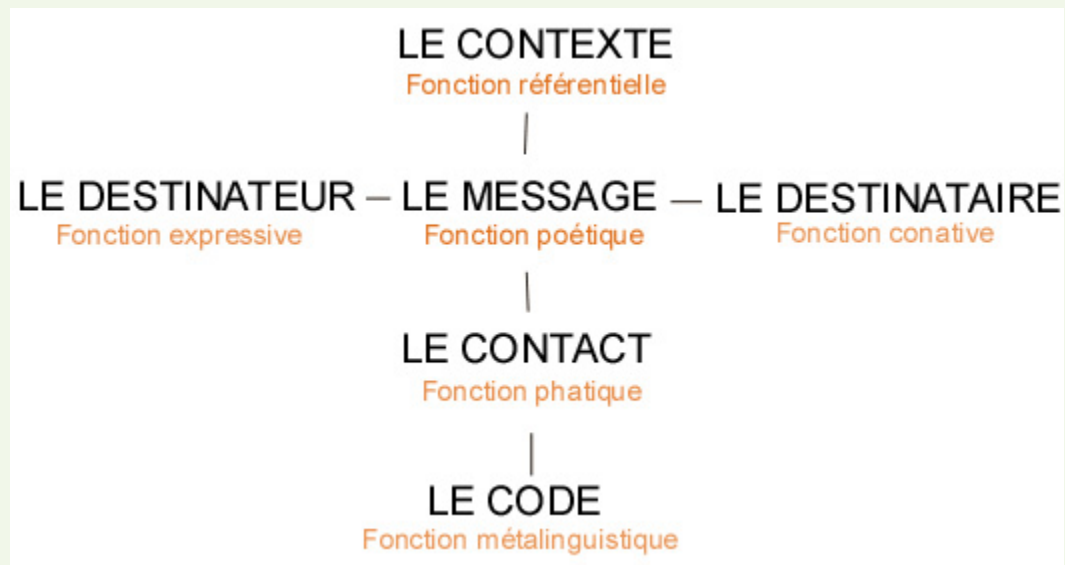 LE CONTEXTE
Fonction référentielle
LE DESTINATEUR – LE MESSAGE — LE DESTINATAIRE
Fonction expressive Fonction poétique Fonction conative
LE CONTACT
Fonction phatique
LE CODE
Fonction métalinguistique